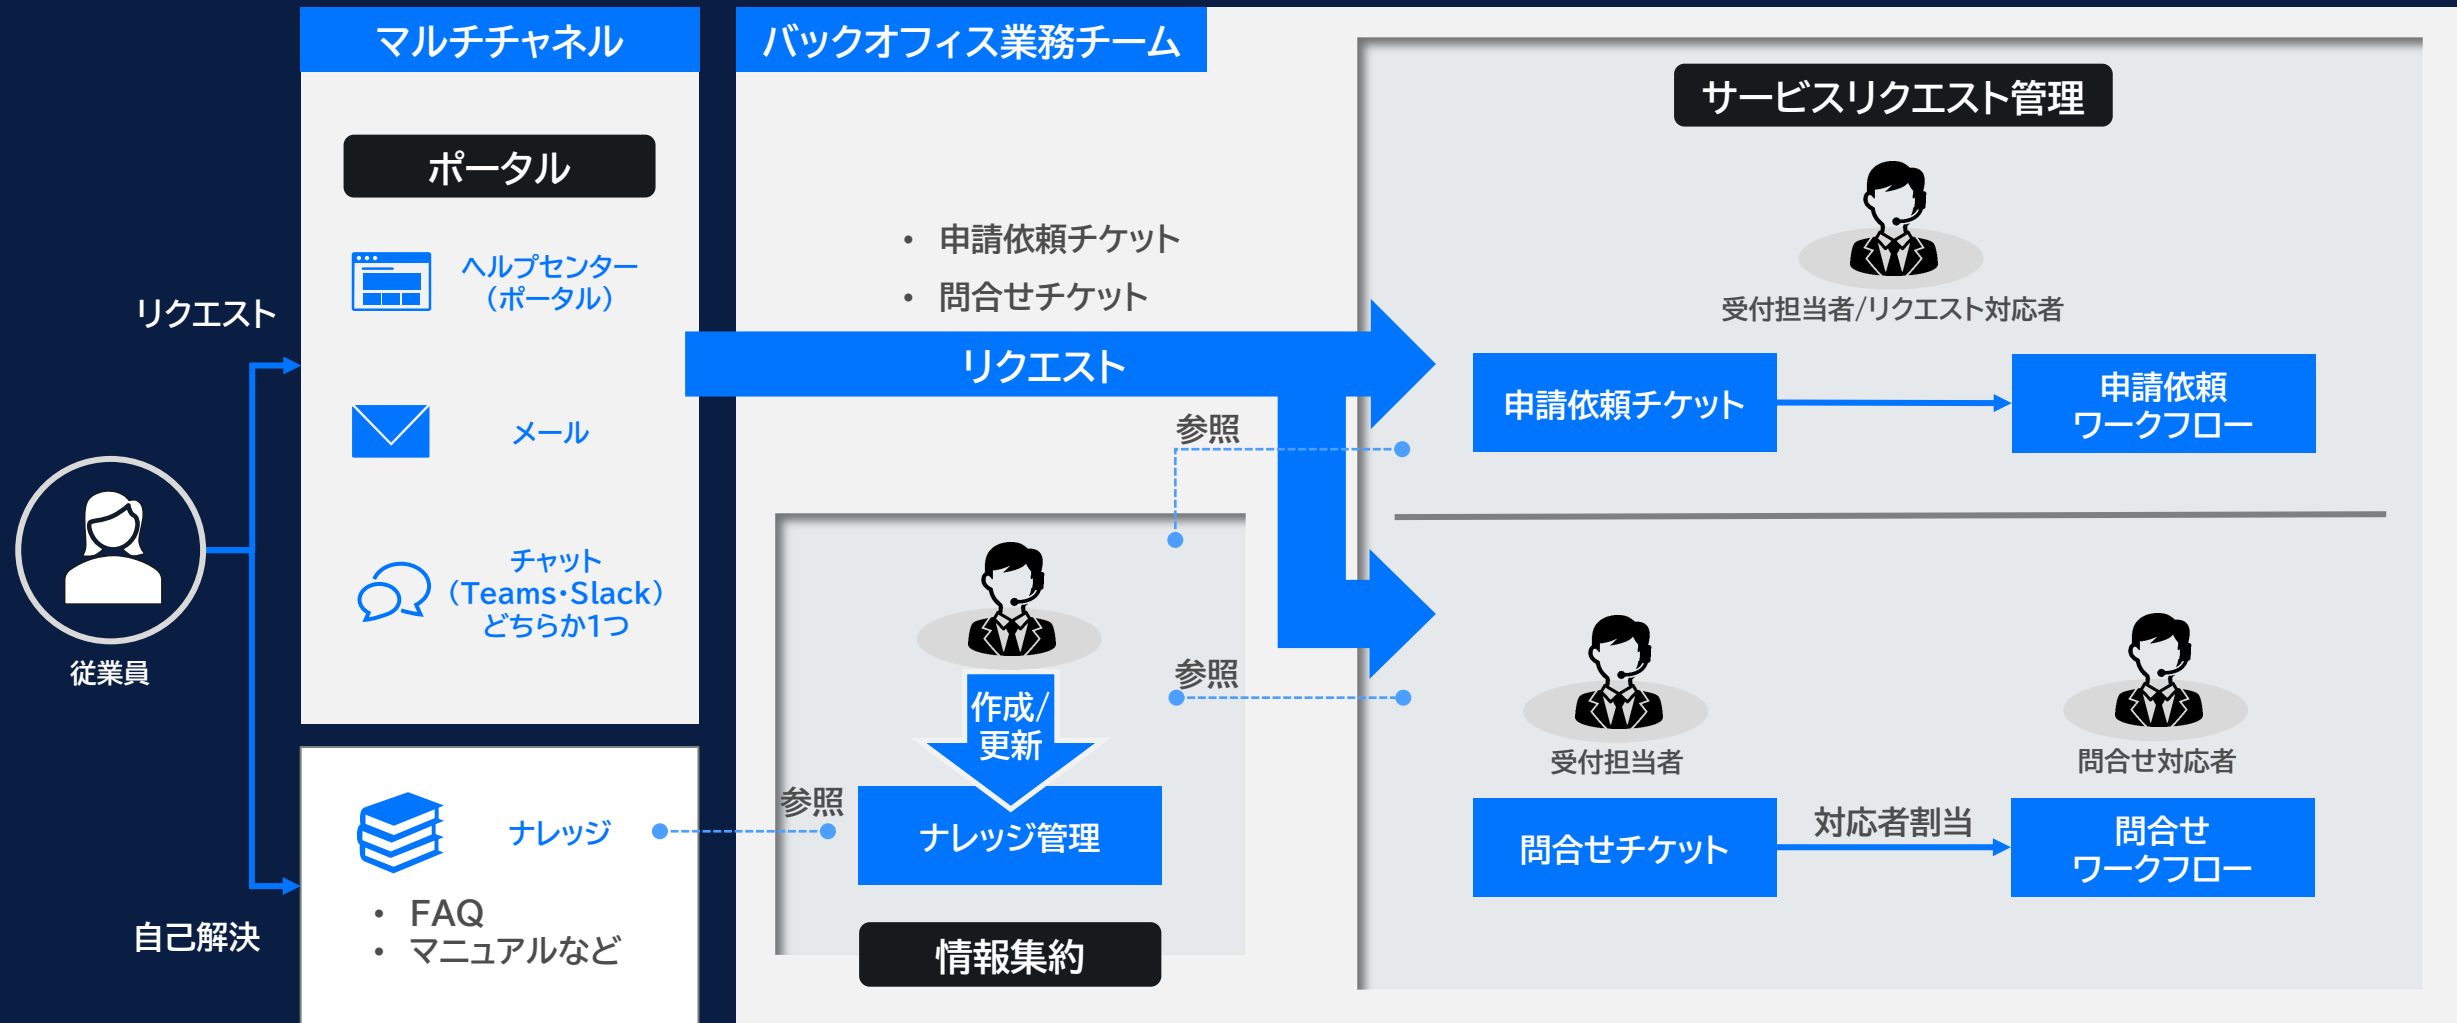 マルチチャネル
バックオフィス業務チーム
サービスリクエスト管理
ポータル
ヘルプセンター
（ポータル）
メール
チャット
（Teams・Slack）
どちらか1つ
リクエスト
従業員
自己解決
ナレッジ
• FAQ
• マニュアルなど
• 申請依頼チケット
• 問合せチケット
リクエスト
参照
参照
参照
作成/
更新
ナレッジ管理
情報集約
受付担当者/リクエスト対応者
申請依頼チケット
申請依頼
ワークフロー
受付担当者
問合せ対応者
問合せチケット
対応者割当
問合せ
ワークフロー